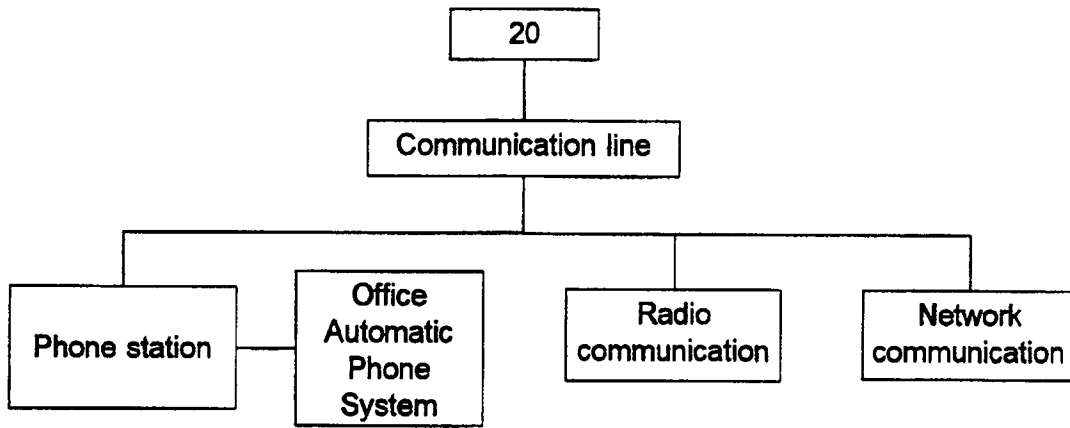 20
Communication line
Phone station
Office
Automatic
Phone
System
Radio
communication
Network
communication